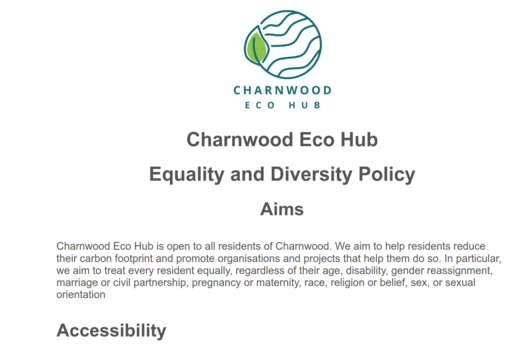 CHARNWOOD
ECO HUB
Charnwood Eco Hub
Equality and Diversity Policy
Aims
Charnwood Eco Hub is open to all residents of Charnwood. We aim to help residents reduce
their carbon footprint and promote organisations and projects that help them do so. In particular,
we aim to treat every resident equally, regardless of their age, disability, gender reassignment,
marriage or civil partnership, pregnancy or maternity, race, religion or belief, sex, or sexual
orientation
Accessibility